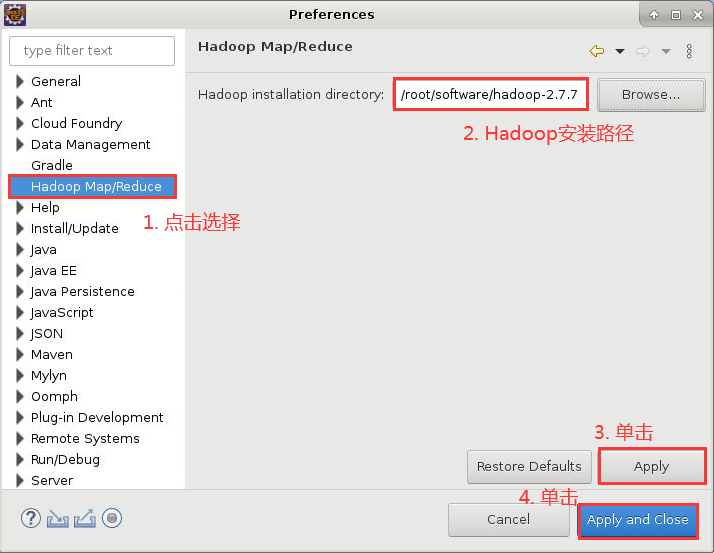 Preferences
type filter text
General
Ant
Cloud Foundry
Data Management
Gradle
Hadoop Map/Reduce
Help
Install/Update
Java
Java EE
Java Persistence
JavaScript
JSON
Maven
Mylyn
Oomph
Plug-in Development
Remote Systems
Run/Debug
Server
1. 点击选择
Hadoop Map/Reduce
Hadoop installation directory: /root/software/hadoop-2.7.7 Browse...
2. Hadoop安装路径
3. 单击
Restore Defaults Apply
4. 单击
Cancel Apply and Close